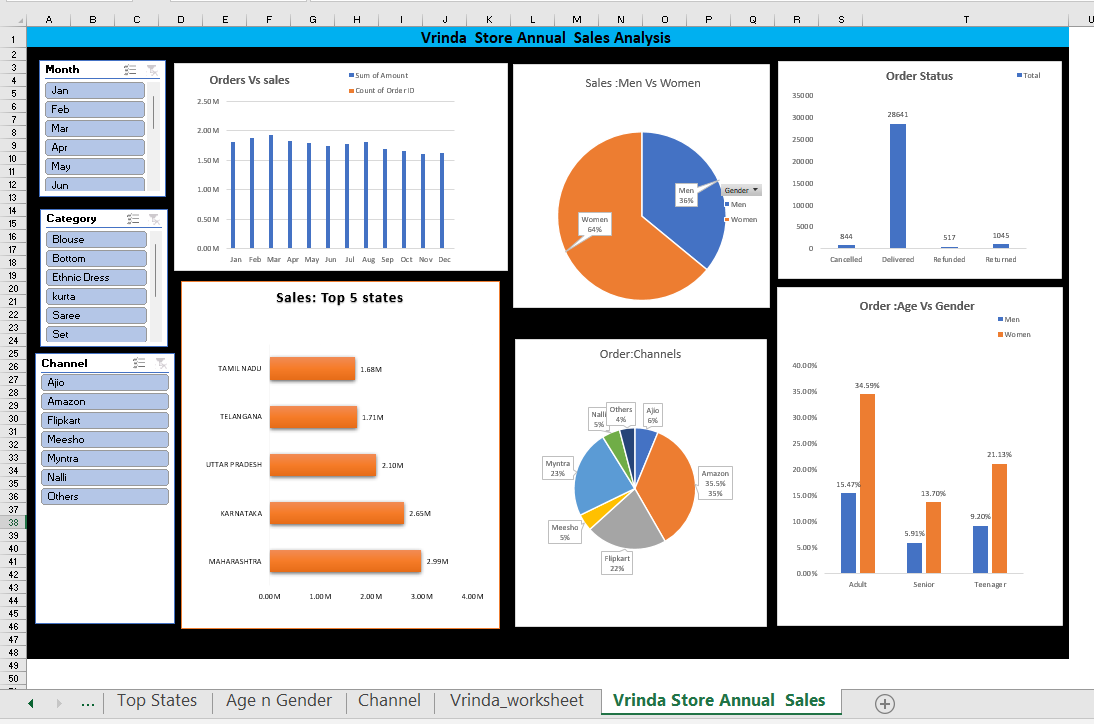 A B C D E F G H I J K L M N O P Q R S T U
1 2 3 4 5 6 7 8 9 10 11 12 13 14 15 16 17 18 19 20 21 22 23 24 25 26 27 28 29 30 31 32 33 34 35 36 37 38 39 40 41 42 43 44 45 46 47 48 49 50
Vrinda Store Annual Sales Analysis
Month
Jan
Feb
Mar
Apr
May
Jun
Category
Blouse
Bottom
Ethnic Dress
kurta
Saree
Set
Channel
Ajio
Amazon
Flipkart
Meesho
Myntra
Nalli
Others
Orders Vs sales
Sum of Amount
Count of Order ID
2.50 M
2.00 M
1.50 M
1.00 M
0.50 M
0.00 M
Jan Feb Mar Apr May Jun Jul Aug Sep Oct Nov Dec
Sales :Men Vs Women
Men
36%
Women
64%
Gender
Men
Women
Order Status
Total
35000
30000
25000
20000
15000
10000
5000
0
844
28641
517
1045
Cancelled Delivered Refunded Returned
Sales: Top 5 states
TAMIL NADU 1.68M
TELANGANA 1.71M
UTTAR PRADESH 2.10M
KARNATAKA 2.65M
MAHARASHTRA 2.99M
0.00M 1.00M 2.00M 3.00M 4.00M
Order:Channels
Nalli
5%
Others
4%
Ajio
6%
Myntra
23%
Amazon
35.5%
35%
Meesho
5%
Flipkart
22%
Order :Age Vs Gender
Men
Women
40.00%
35.00%
30.00%
25.00%
20.00%
15.00%
10.00%
5.00%
0.00%
15.47%
34.59%
5.91%
13.70%
9.20%
21.13%
Adult Senior Teenager
... Top States Age n Gender Channel Vrinda_worksheet Vrinda Store Annual Sales